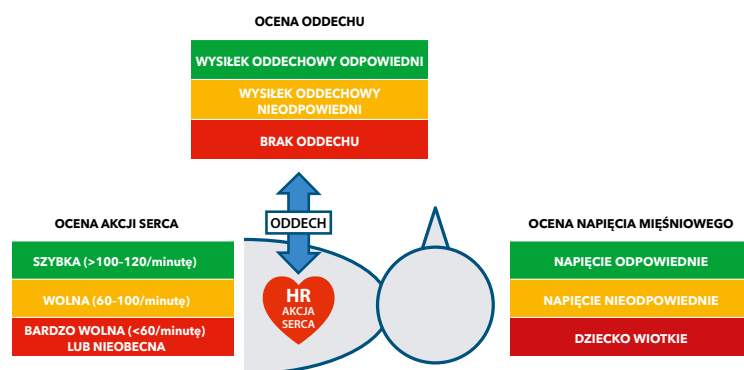 OCENA ODDECHU
WYSIŁEK ODDECHOWY ODPOWIEDNI
WYSIŁEK ODDECHOWY
NIEODPOWIEDNI
BRAK ODDECHU
ODDECH
OCENA AKCJI SERCA
SZYBKA (>100–120/minutę)
WOLNA (60–100/minutę)
BARDZO WOLNA (<60/minutę)
LUB NIEOBECNA
HR
AKCJA
SERCA
OCENA NAPIĘCIA MIĘŚNIOWEGO
NAPIĘCIE ODPOWIEDNIE
NAPIĘCIE NIEODPOWIEDNIE
DZIECKO WIOTKIE